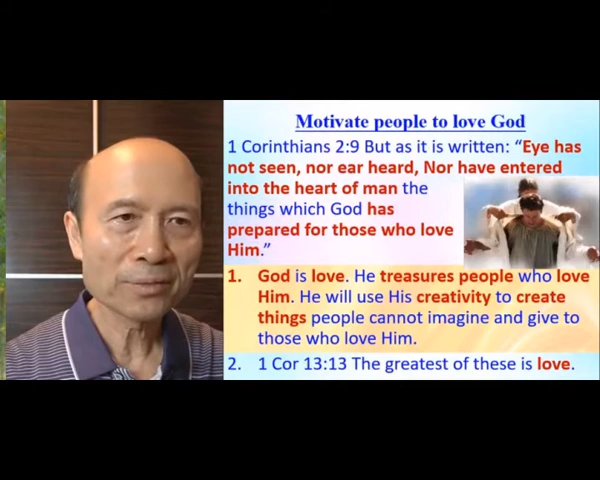 Motivate people to love God
1 Corinthians 2:9 But as it is written: “Eye has
not seen, nor ear heard, Nor have entered
into the heart of man the
things which God has
prepared for those who love
Him.”
1. God is love. He treasures people who love
Him. He will use His creativity to create
things people cannot imagine and give to
those who love Him.
2. 1 Cor 13:13 The greatest of these is love.